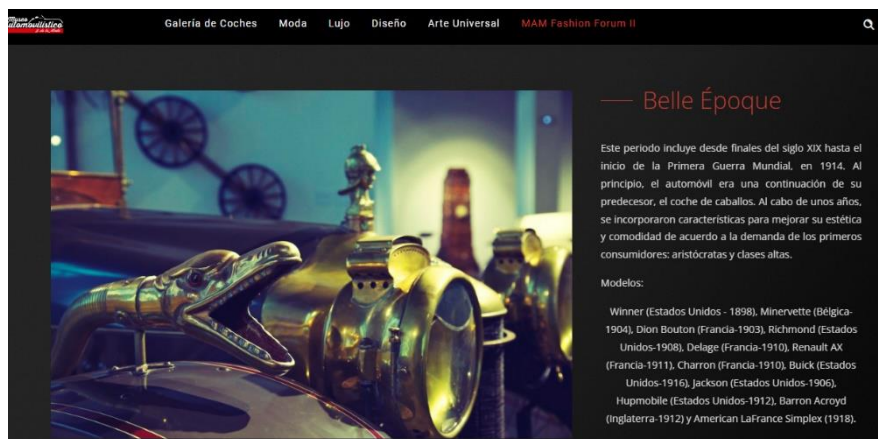 Museo
Automovilístico
Galería de Coches Moda Lujo Diseño Arte Universal MAM Fashion Forum II
Belle Époque
Este periodo incluye desde finales del siglo XIX hasta el
inicio de la Primera Guerra Mundial, en 1914. Al
principio, el automóvil era una continuación de su
predecesor, el coche de caballos. Al cabo de unos años,
se incorporaron características para mejorar su estética
y comodidad de acuerdo a la demanda de los primeros
consumidores: aristócratas y clases altas.
Modelos:
Winner (Estados Unidos - 1898), Minervette (Bélgica-
1904), Dion Bouton (Francia-1903), Richmond (Estados
Unidos-1908), Delage (Francia-1910), Renault AX
(Francia-1911), Charron (Francia-1910), Buick (Estados
Unidos-1916), Jackson (Estados Unidos-1906),
Hupmobile (Estados Unidos-1912), Barron Acroyd
(Inglaterra-1912) y American LaFrance Simplex (1918).